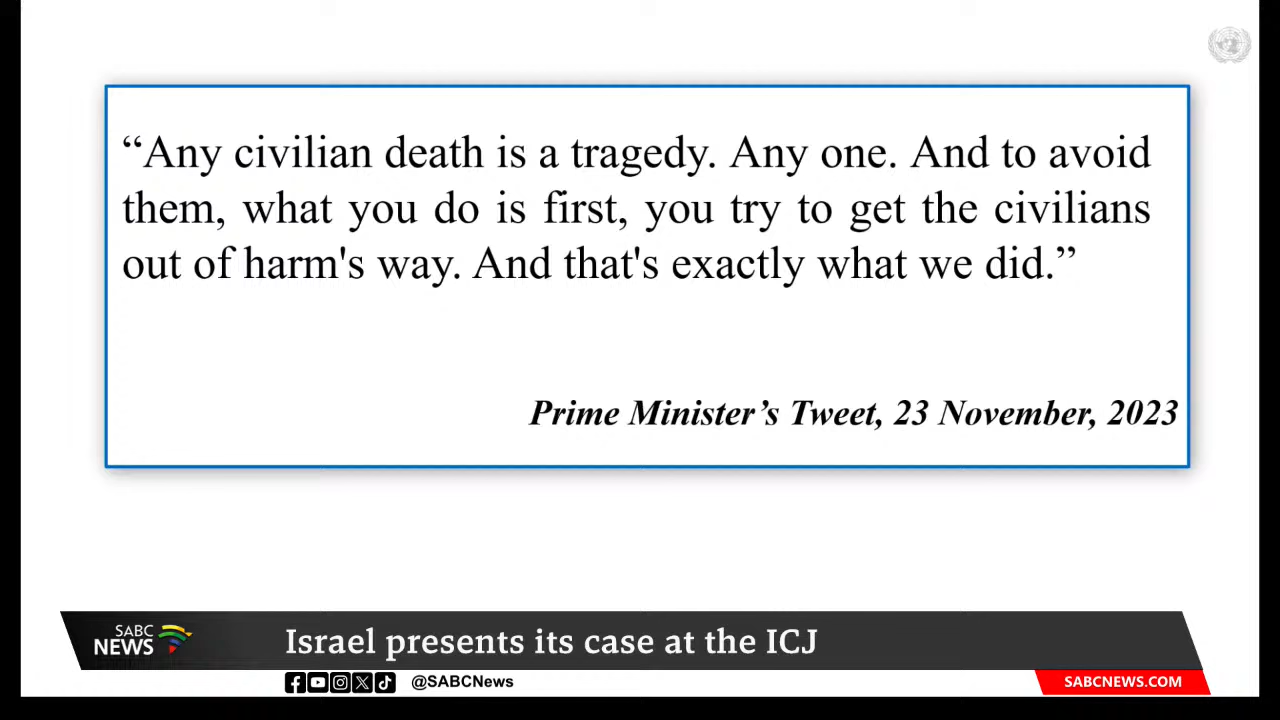 “Any civilian death is a tragedy. Any one. And to avoid
them, what you do is first, you try to get the civilians
out of harm's way. And that's exactly what we did.”
Prime Minister’s Tweet, 23 November, 2023
SABC
NEWS
Israel presents its case at the ICJ
@SABCNews
SABCNEWS.COM